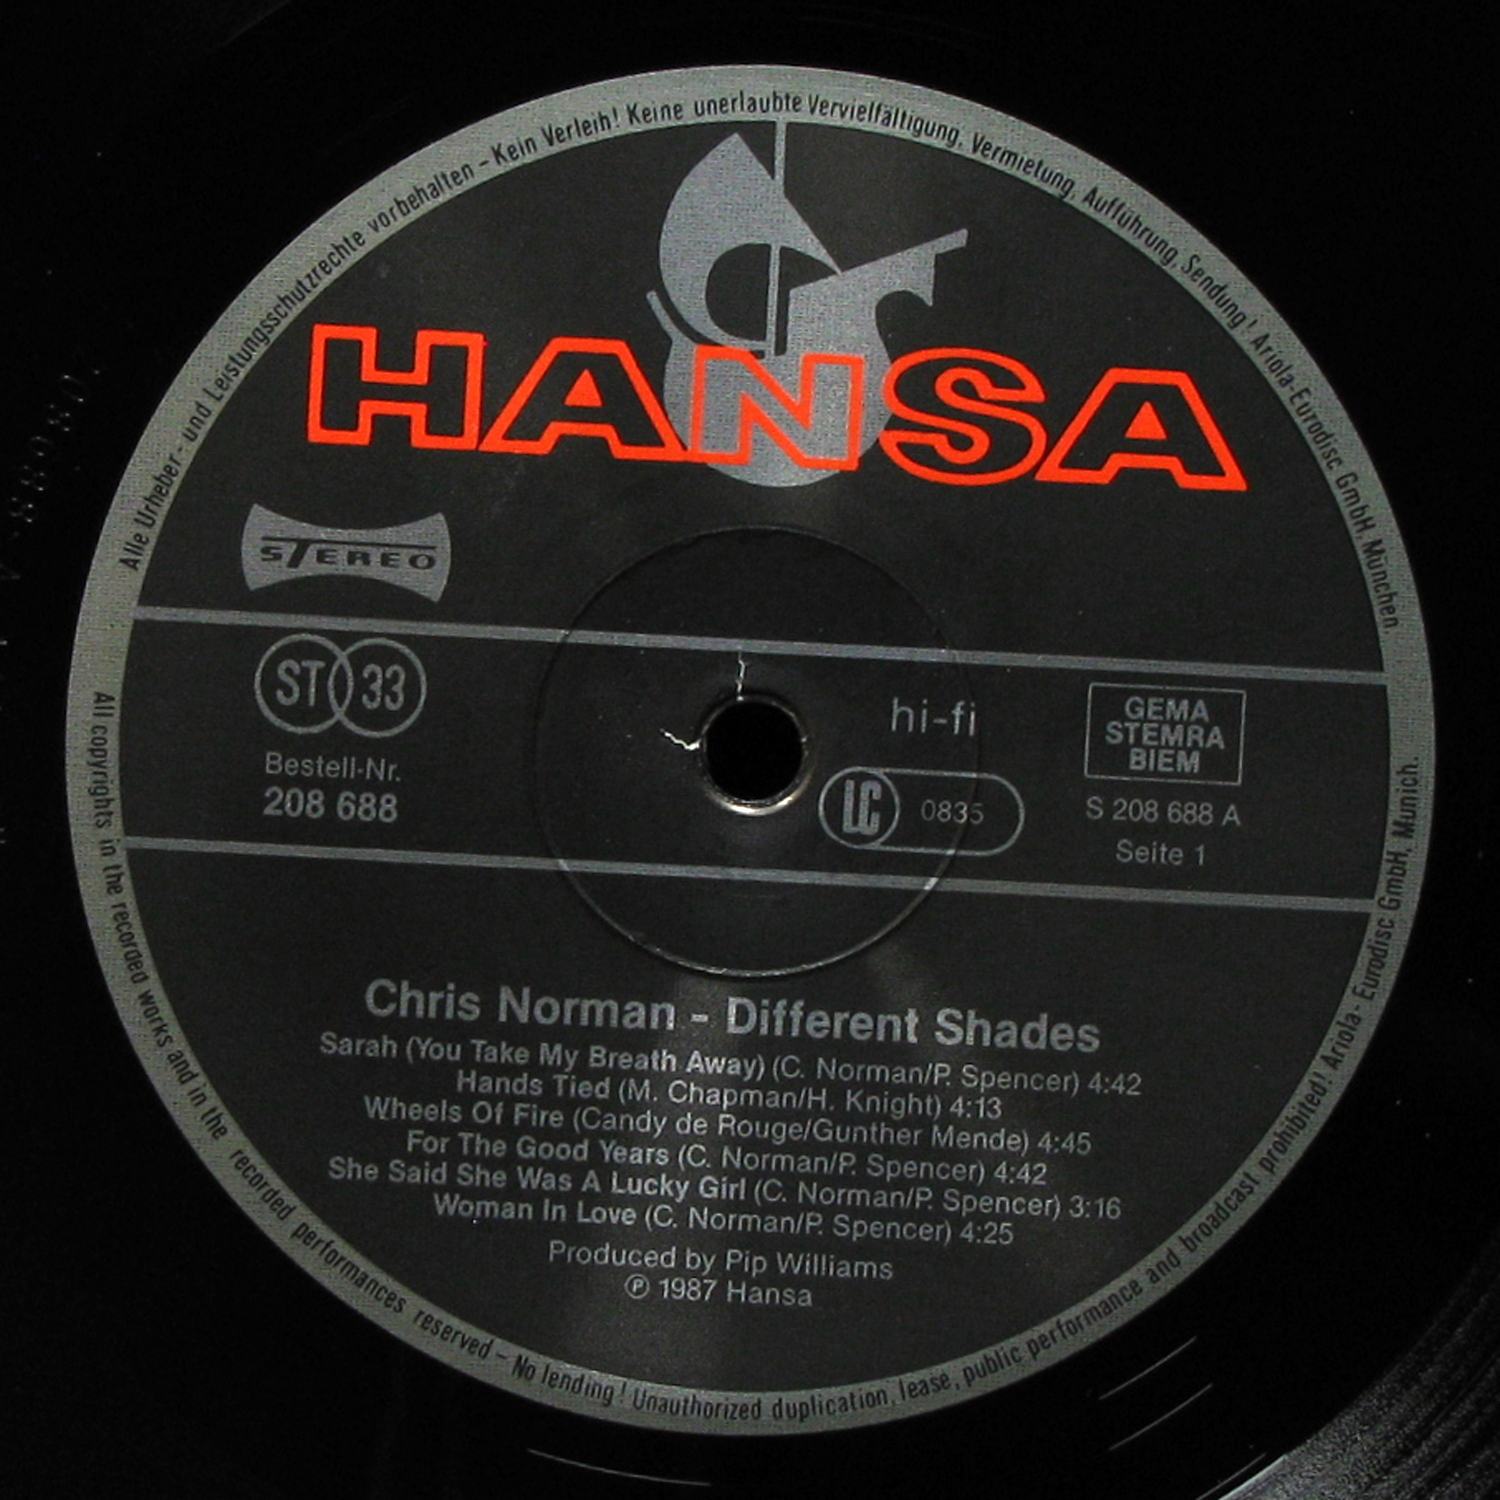 Alle Urheber- und Leistungsschutzrechte vorbehalten – Kein Verleih! Keine unerlaubte Vervielfältigung, Vermietung, Aufführung, Sendung! Ariola-Eurodisc GmbH, München.
HANSA
STEREO
ST 33
hi-fi
GEMA
STEMRA
BIEM
Bestell-Nr.
208 688
LC 0835
S 208 688 A
Seite 1
Chris Norman - Different Shades
Sarah (You Take My Breath Away) (C. Norman/P. Spencer) 4:42
Hands Tied (M. Chapman/H. Knight) 4:13
Wheels Of Fire (Candy de Rouge/Gunther Mende) 4:45
For The Good Years (C. Norman/P. Spencer) 4:42
She Said She Was A Lucky Girl (C. Norman/P. Spencer) 3:16
Woman In Love (C. Norman/P. Spencer) 4:25
Produced by Pip Williams
℗ 1987 Hansa
All copyrights in the recorded works and in the recorded performances reserved – No lending! Unauthorized duplication, lease, public performance and broadcast prohibited! Ariola- Eurodisc GmbH, Munich.